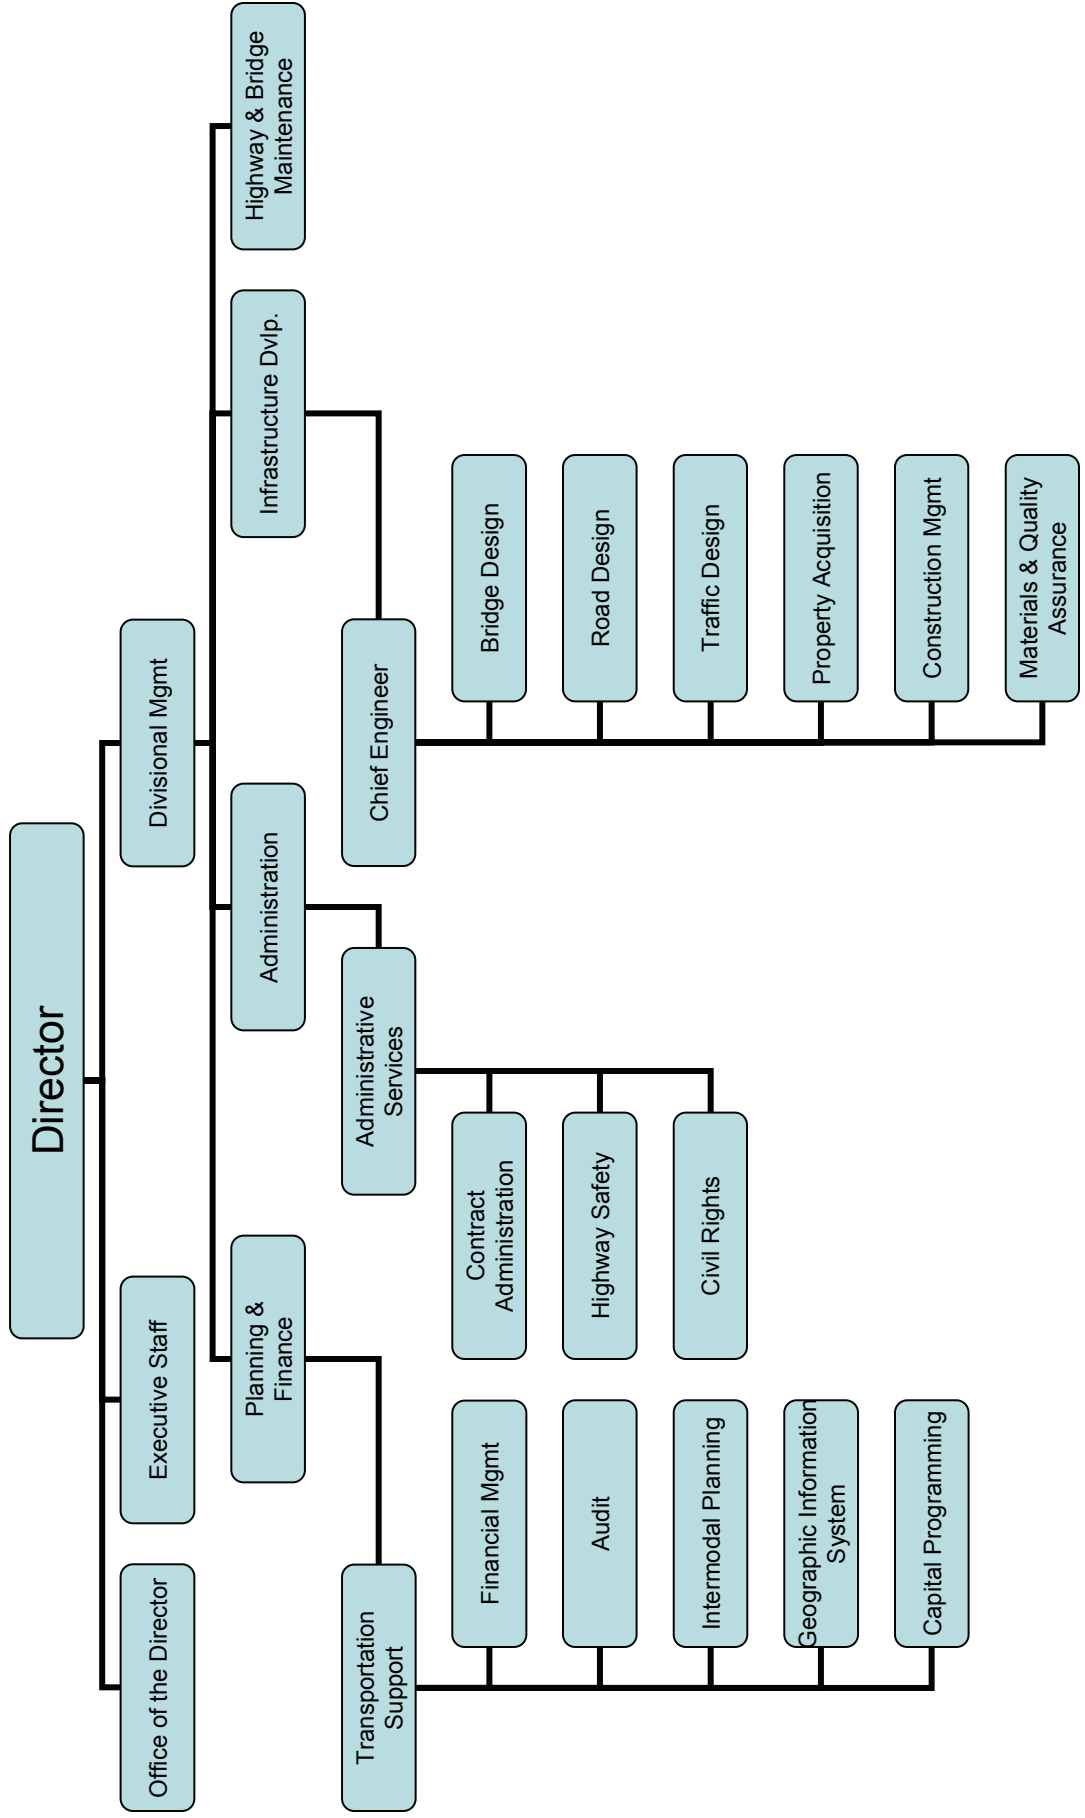 Director
Office of the Director
Executive Staff
Divisional Mgmt
Planning &
Finance
Administration
Infrastructure Dvlp.
Highway & Bridge
Maintenance
Transportation
Support
Administrative
Services
Chief Engineer
Financial Mgmt
Audit
Intermodal Planning
Geographic Information
System
Capital Programming
Contract
Administration
Highway Safety
Civil Rights
Bridge Design
Road Design
Traffic Design
Property Acquisition
Construction Mgmt
Materials & Quality
Assurance